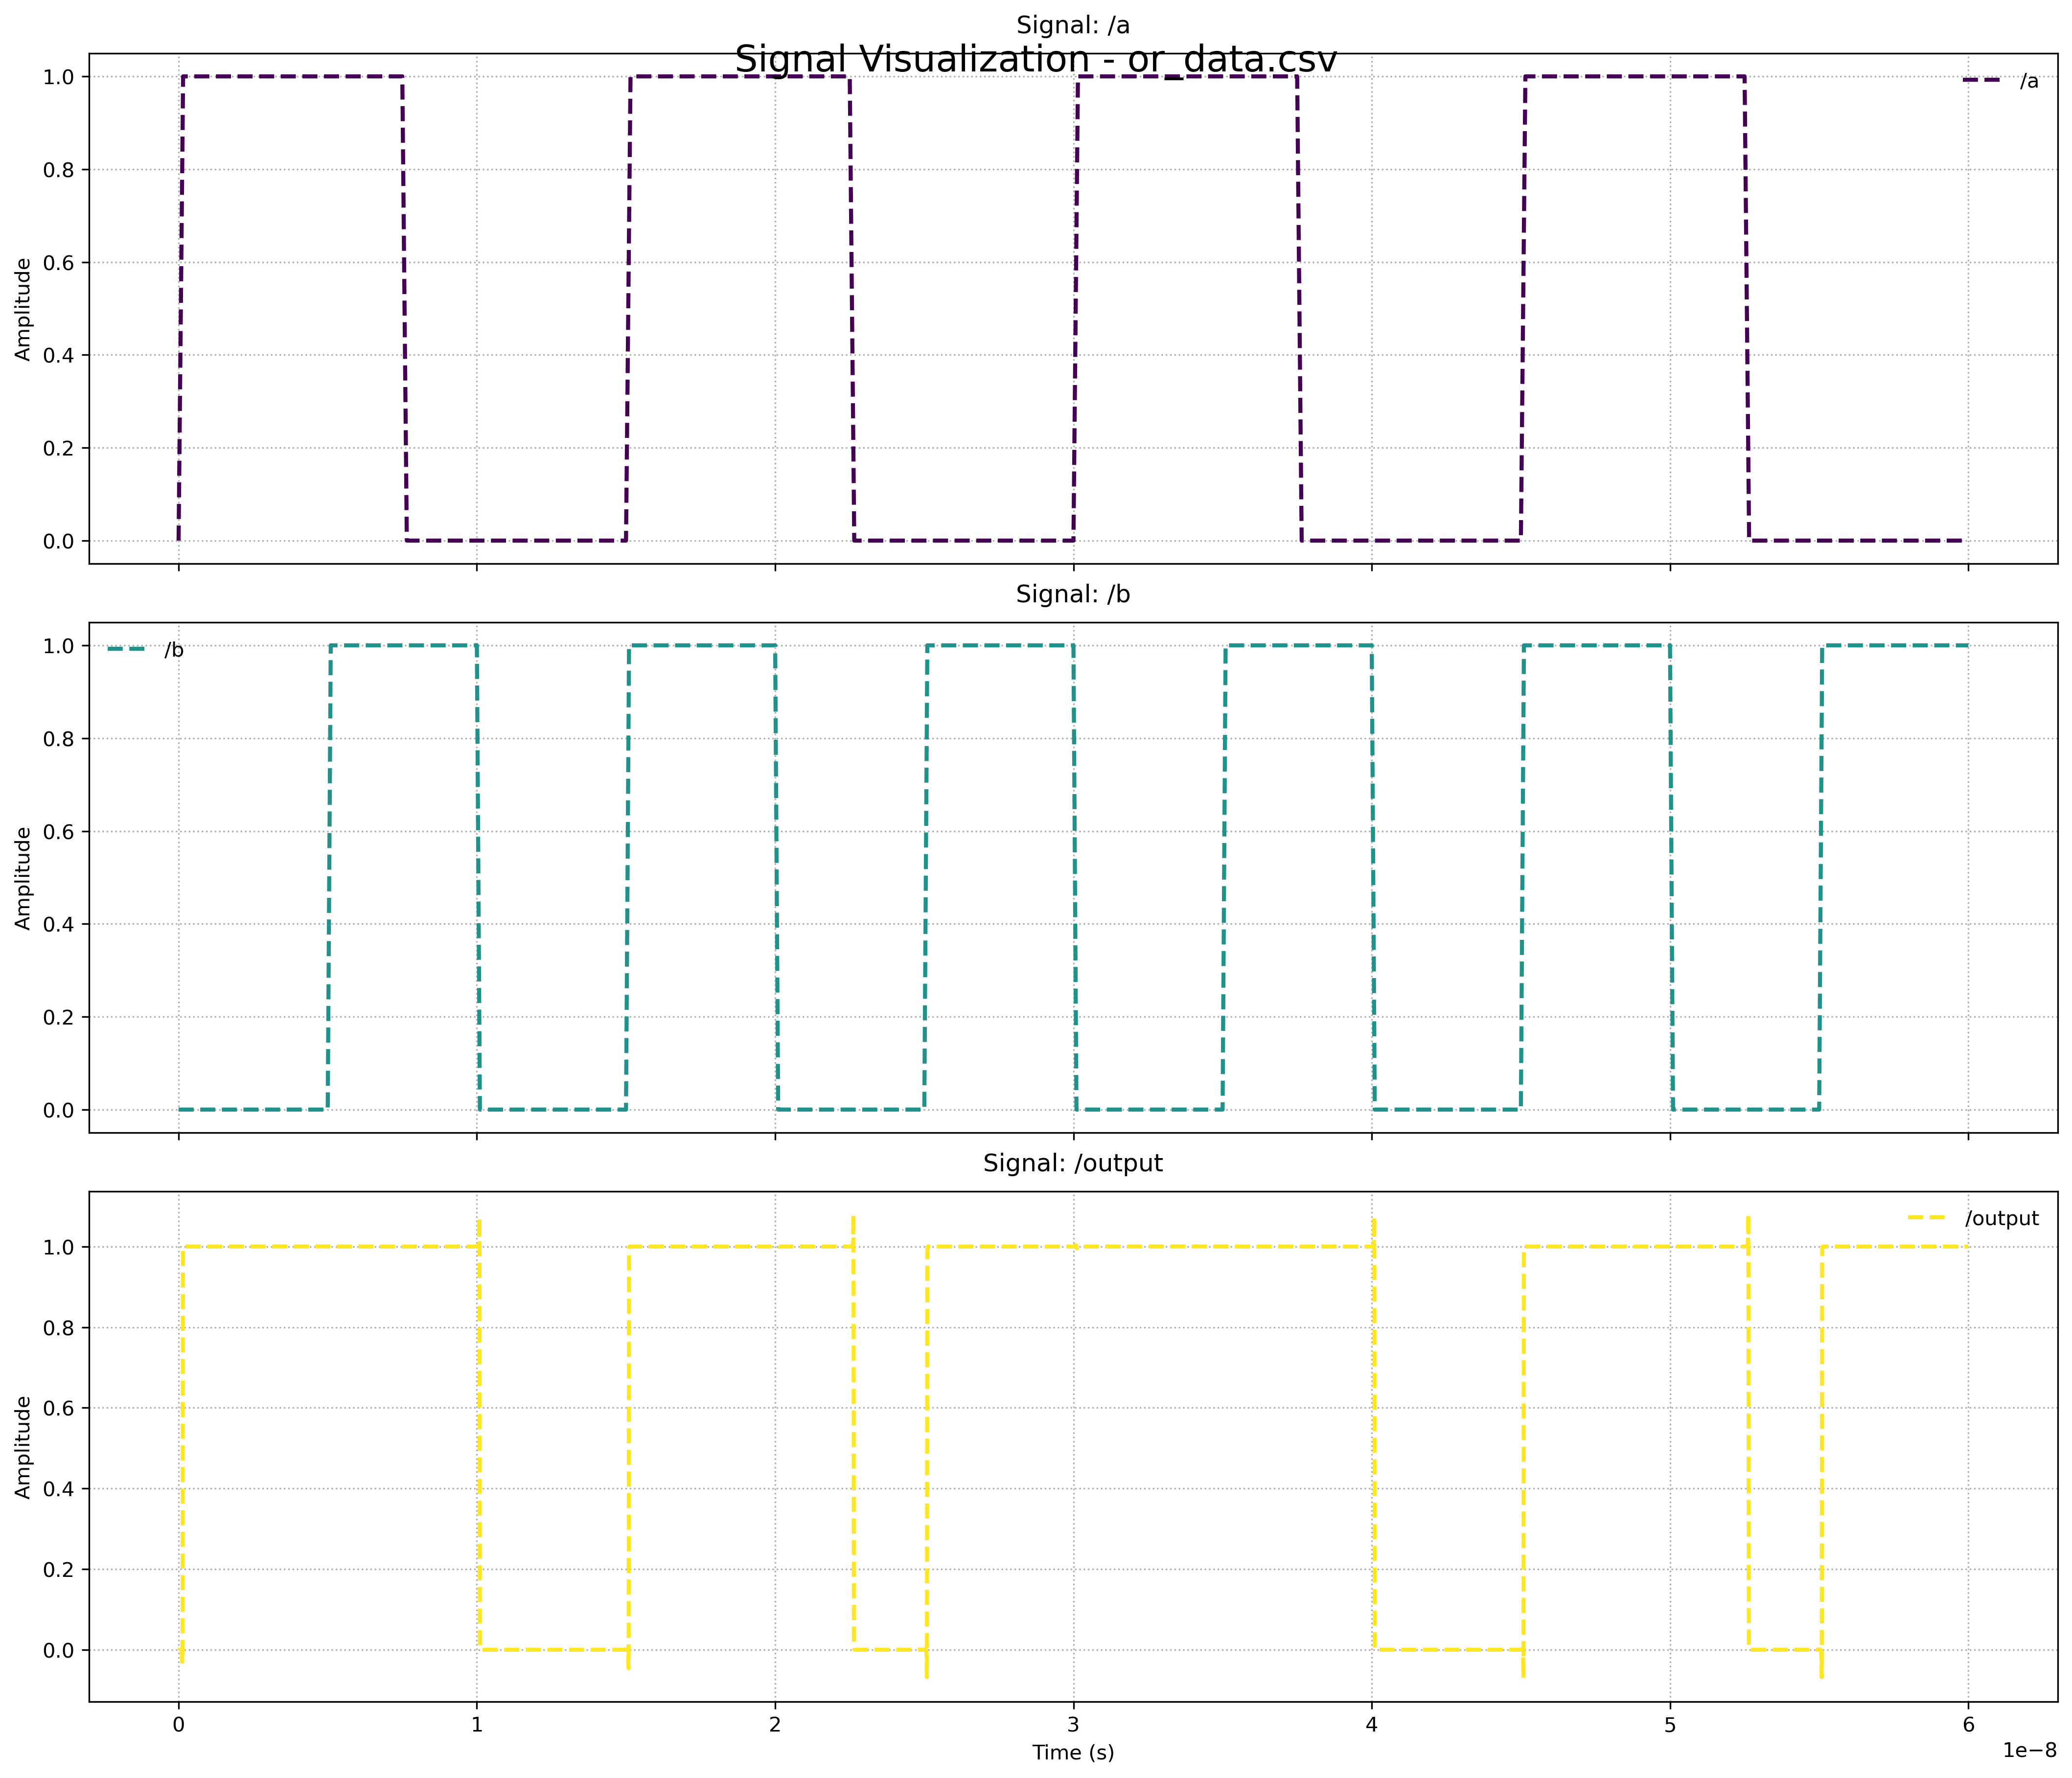 Signal: /a
Signal Visualization - or_data.csv
/a
1.0
0.8
0.6
0.4
0.2
0.0
Amplitude
Signal: /b
/b
1.0
0.8
0.6
0.4
0.2
0.0
Amplitude
Signal: /output
/output
1.0
0.8
0.6
0.4
0.2
0.0
Amplitude
0 1 2 3 4 5 6
Time (s)
1e−8